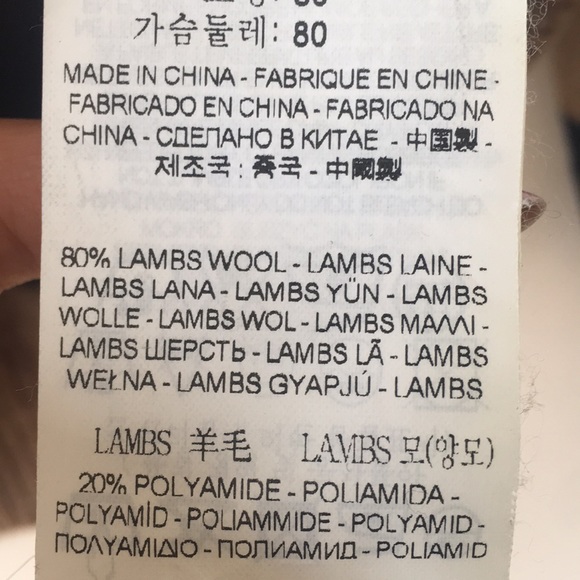 가슴둘레: 80
MADE IN CHINA - FABRIQUE EN CHINE -
FABRICADO EN CHINA - FABRICADO NA
CHINA - СДЕЛАНО В КИТАЕ - 中国製 -
제조국 : 중국 - 中國製
80% LAMBS WOOL - LAMBS LAINE -
LAMBS LANA - LAMBS YÜN - LAMBS
WOLLE - LAMBS WOL - LAMBS ΜΑΛΛΙ -
LAMBS ШЕРСТЬ - LAMBS LÃ - LAMBS
WEŁNA - LAMBS GYAPJÚ - LAMBS
LAMBS 羊毛 LAMBS 모(양모)
20% POLYAMIDE - POLIAMIDA -
POLYAMİD - POLIAMMIDE - POLYAMID -
ΠΟΛΥΑΜΙΔΙΟ - ПОЛИАМИД - POLIAMID